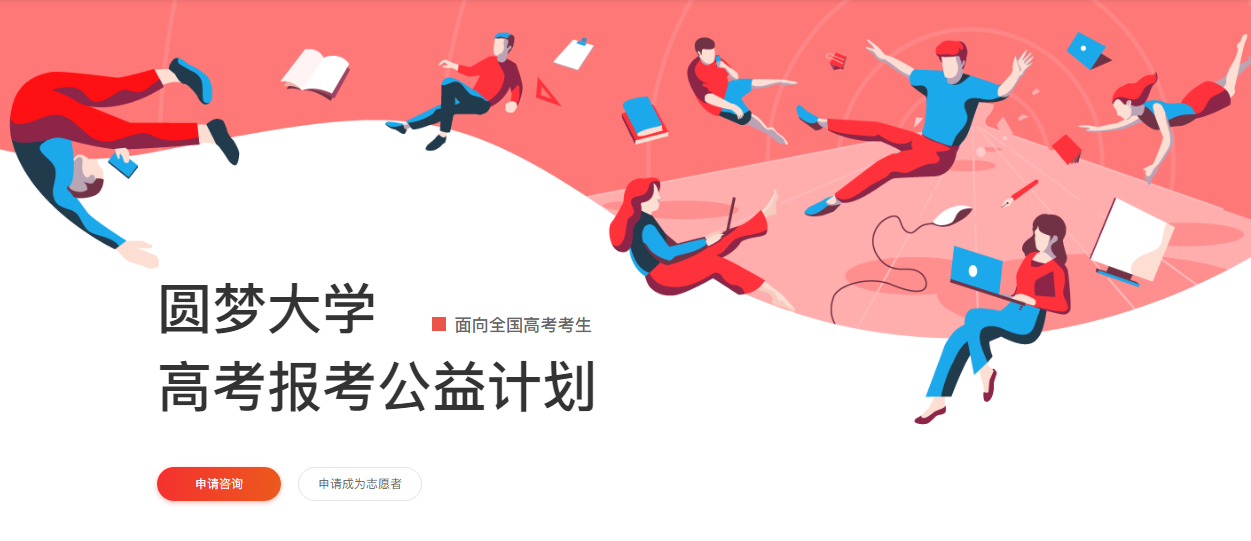 圆梦大学
面向全国高考考生
高考报考公益计划
申请咨询
申请成为志愿者